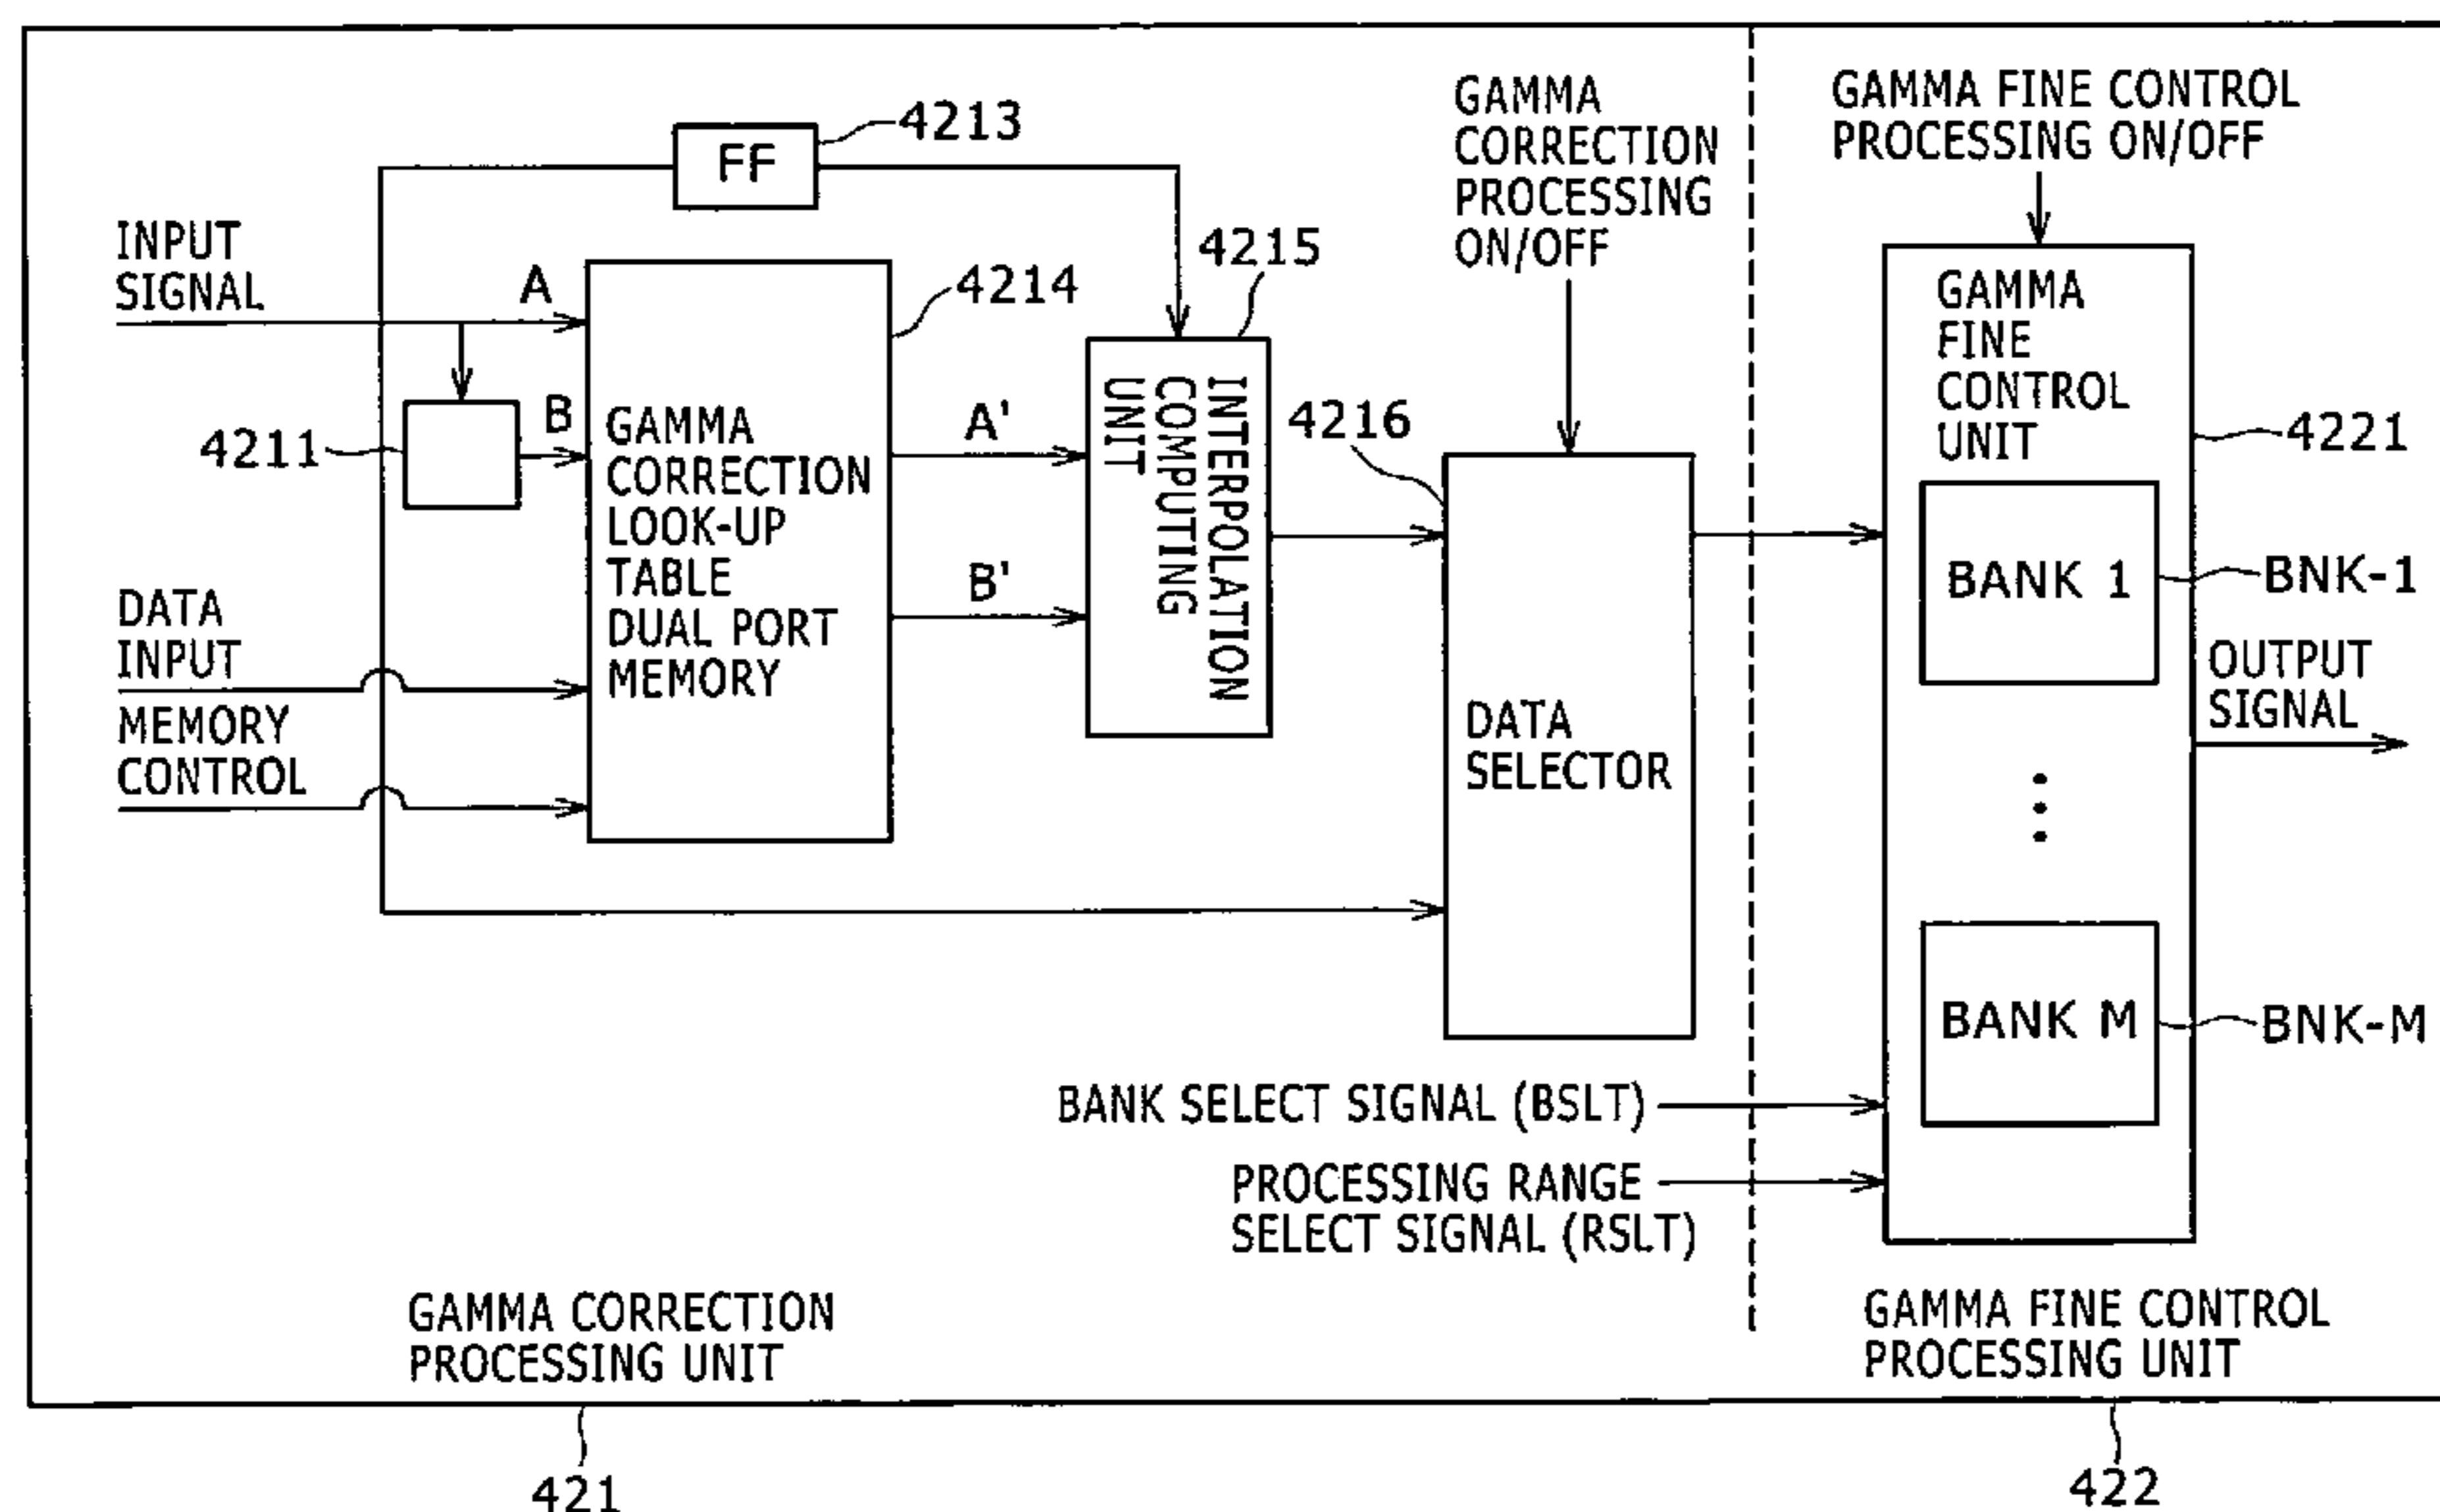 GAMMA
CORRECTION
PROCESSING
ON/OFF
GAMMA FINE CONTROL
PROCESSING ON/OFF
4213
FF
INPUT
SIGNAL
A
4214
4215
4211
B
GAMMA
CORRECTION
LOOK-UP
TABLE
DUAL PORT
MEMORY
A'
B'
INTERPOLATION
COMPUTING
UNIT
4216
DATA
SELECTOR
GAMMA
FINE
CONTROL
UNIT
4221
BANK 1
BNK-1
DATA
INPUT
MEMORY
CONTROL
OUTPUT
SIGNAL
BANK M
BNK-M
BANK SELECT SIGNAL (BSLT)
PROCESSING RANGE
SELECT SIGNAL (RSLT)
GAMMA CORRECTION
PROCESSING UNIT
GAMMA FINE CONTROL
PROCESSING UNIT
421
422